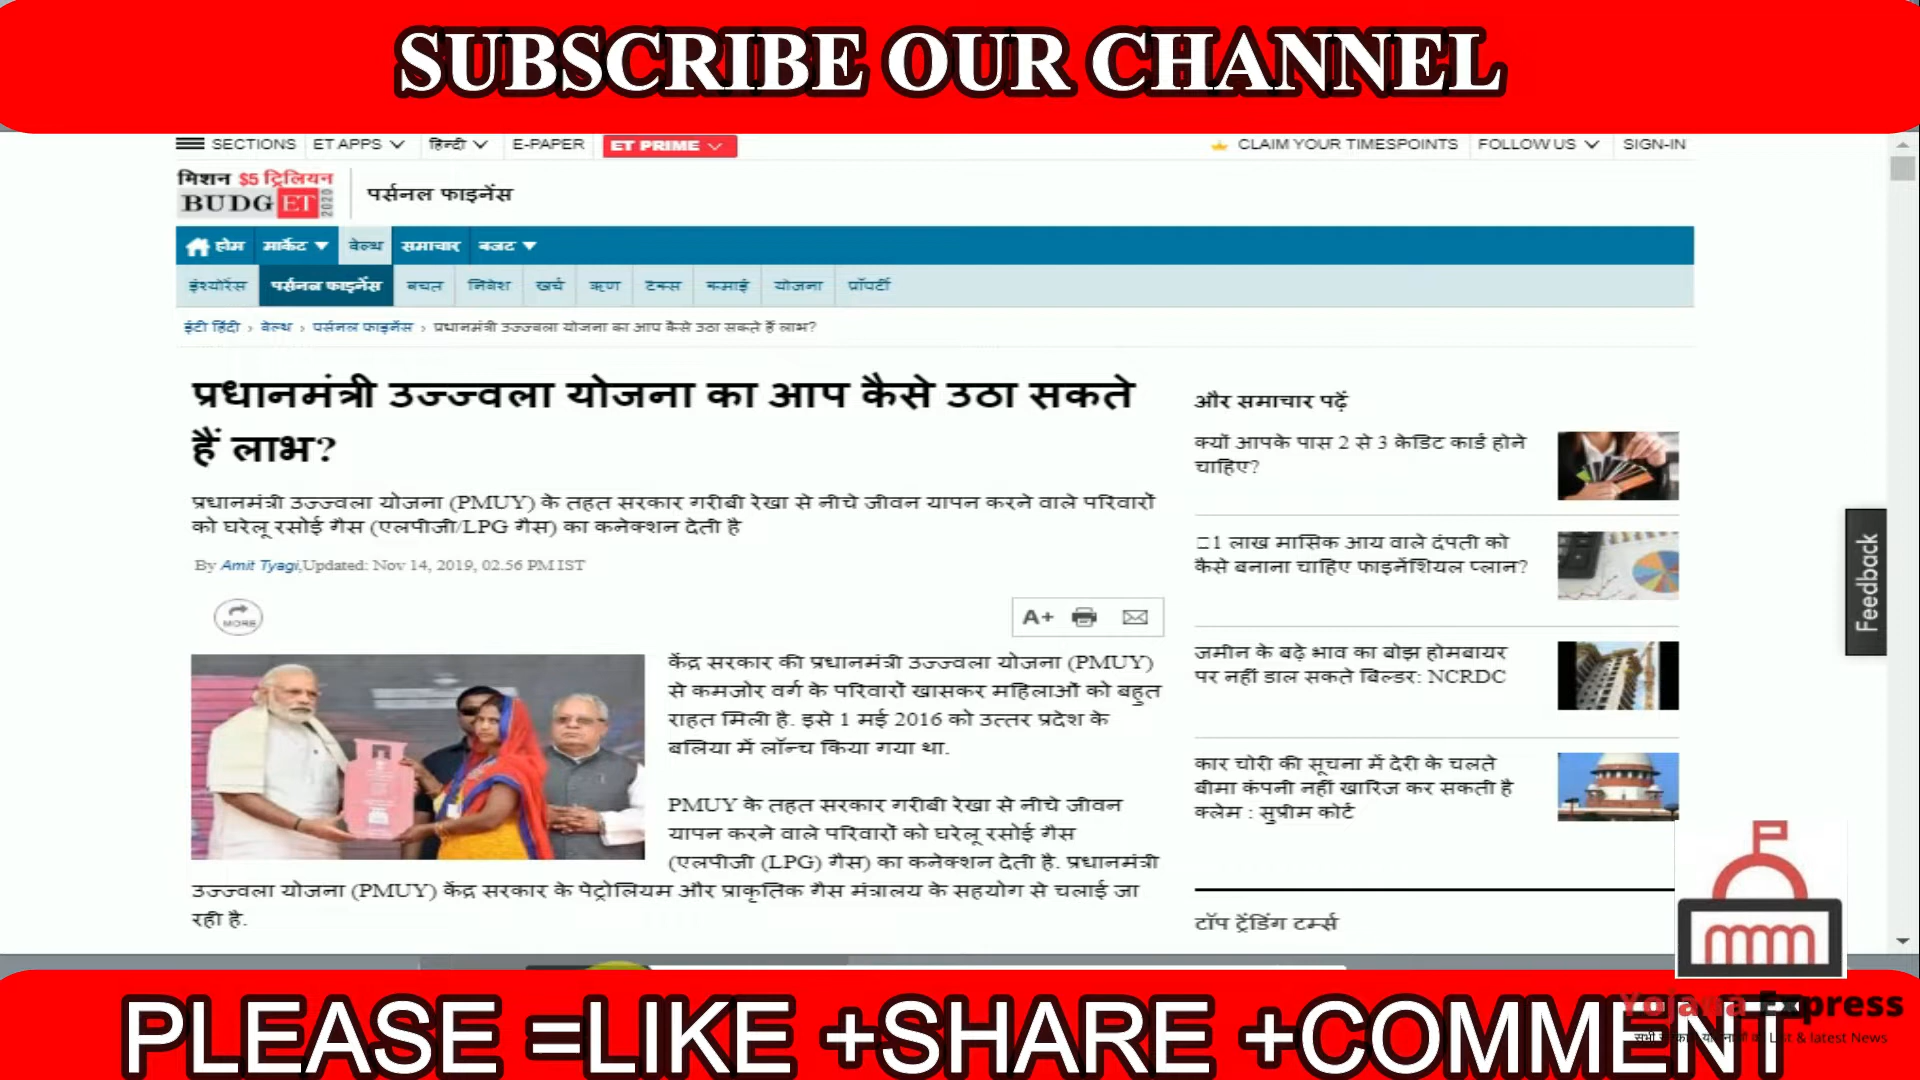 SUBSCRIBE OUR CHANNEL
SECTIONS ET APPS हिन्दी E-PAPER ET PRIME CLAIM YOUR TIMESPOINTS FOLLOW US SIGN-IN
मिशन $5 ट्रिलियन
BUDGET 2020
पर्सनल फाइनेंस
होम मार्केट वेल्थ समाचार बजट
इंश्योरेंस पर्सनल फाइनेंस बचत निवेश खर्च ऋण टैक्स कमाई योजना प्रॉपर्टी
ईटी हिंदी › वेल्थ › पर्सनल फाइनेंस › प्रधानमंत्री उज्ज्वला योजना का आप कैसे उठा सकते हैं लाभ?
प्रधानमंत्री उज्ज्वला योजना का आप कैसे उठा सकते
हैं लाभ?
प्रधानमंत्री उज्ज्वला योजना (PMUY) के तहत सरकार गरीबी रेखा से नीचे जीवन यापन करने वाले परिवारों
को घरेलू रसोई गैस (एलपीजी/LPG गैस) का कनेक्शन देती है
By Amit Tyagi,Updated: Nov 14, 2019, 02.56 PM IST
MORE
A+
केंद्र सरकार की प्रधानमंत्री उज्ज्वला योजना (PMUY)
से कमजोर वर्ग के परिवारों खासकर महिलाओं को बहुत
राहत मिली है. इसे 1 मई 2016 को उत्तर प्रदेश के
बलिया में लॉन्च किया गया था.
PMUY के तहत सरकार गरीबी रेखा से नीचे जीवन
यापन करने वाले परिवारों को घरेलू रसोई गैस
(एलपीजी (LPG) गैस) का कनेक्शन देती है. प्रधानमंत्री
उज्ज्वला योजना (PMUY) केंद्र सरकार के पेट्रोलियम और प्राकृतिक गैस मंत्रालय के सहयोग से चलाई जा
रही है.
और समाचार पढ़ें
क्यों आपके पास 2 से 3 क्रेडिट कार्ड होने
चाहिए?
1 लाख मासिक आय वाले दंपती को
कैसे बनाना चाहिए फाइनेंशियल प्लान?
जमीन के बढ़े भाव का बोझ होमबायर
पर नहीं डाल सकते बिल्डर: NCRDC
कार चोरी की सूचना में देरी के चलते
बीमा कंपनी नहीं खारिज कर सकती है
क्लेम : सुप्रीम कोर्ट
टॉप ट्रेंडिंग टर्म्स
Feedback
PLEASE =LIKE +SHARE +COMMENT
Yojana Express
List & latest News